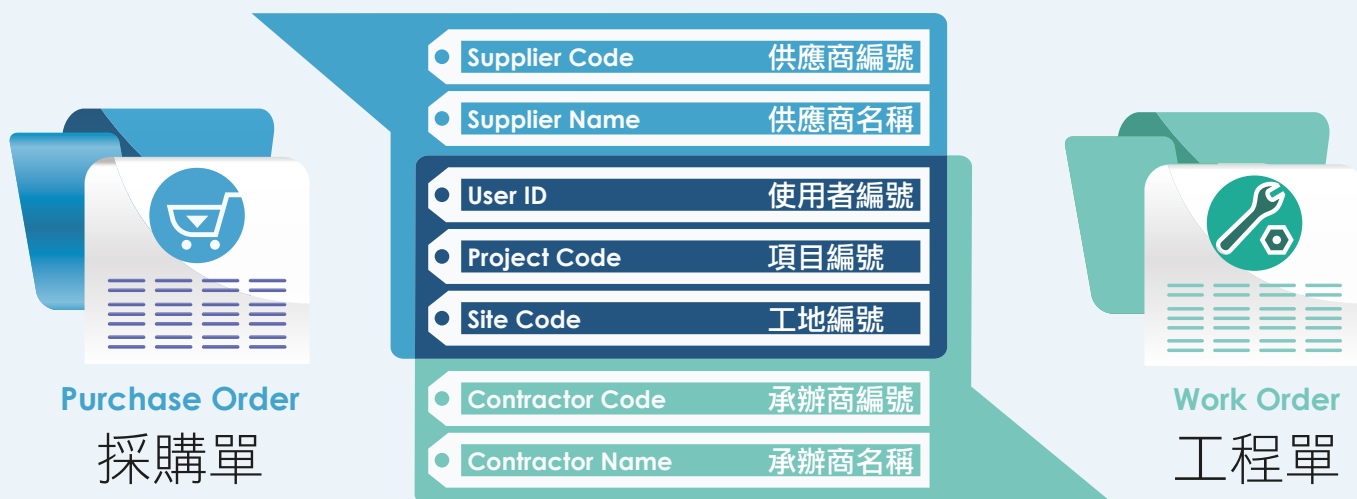 Supplier Code 供應商編號
Supplier Name 供應商名稱
User ID 使用者編號
Project Code 項目編號
Site Code 工地編號
Contractor Code 承辦商編號
Contractor Name 承辦商名稱
Purchase Order
採購單
Work Order
工程單